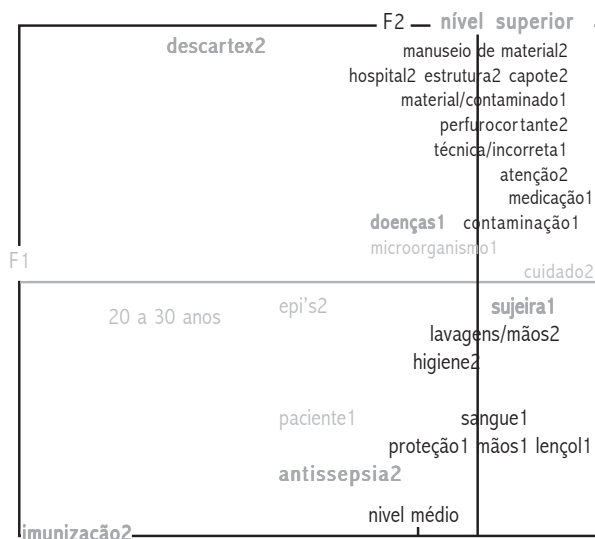 F2 nível superior
descartex2
manuseio de material2
hospital2 estrutura2 capote2
material/contaminado1
perfurocortante2
técnica/incorreta1
atenção2
medicação1
doenças1 contaminação1
microorganismo1
F1
cuidado2
epi's2 sujeira1
20 a 30 anos
lavagens/mãos2
higiene2
paciente1 sangue1
proteção1 mãos1 lençol1
antissepsia2
nivel médio
imunização2